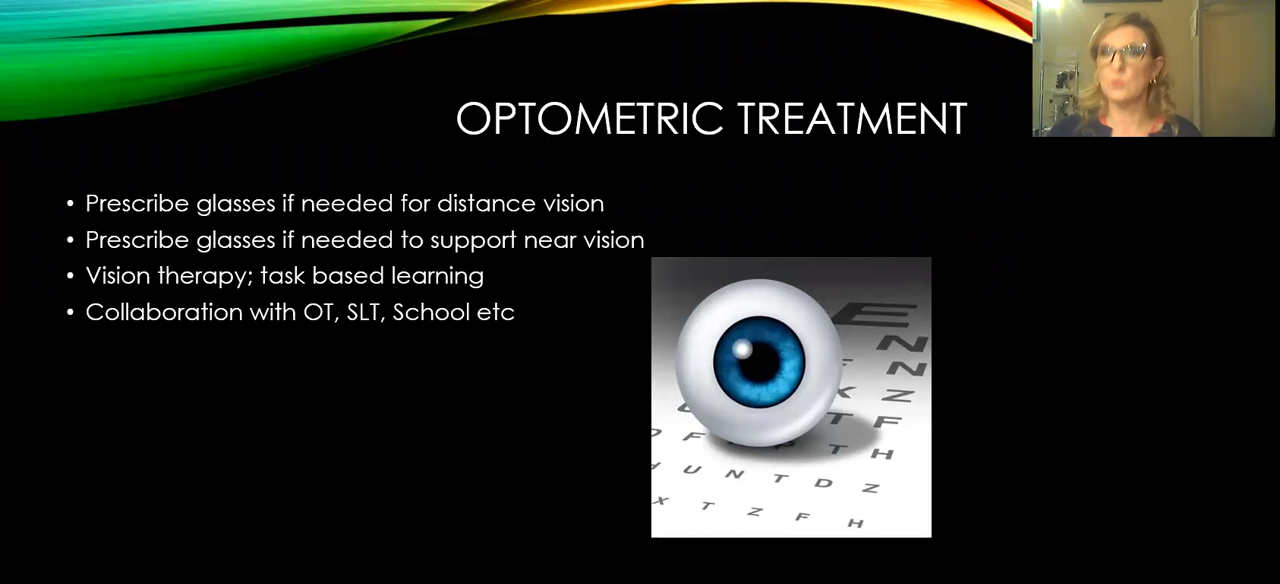 OPTOMETRIC TREATMENT
• Prescribe glasses if needed for distance vision
• Prescribe glasses if needed to support near vision
• Vision therapy; task based learning
• Collaboration with OT, SLT, School etc
E
N
N
X Z
T F
D F P T H
U N T D Z
X T Z F H